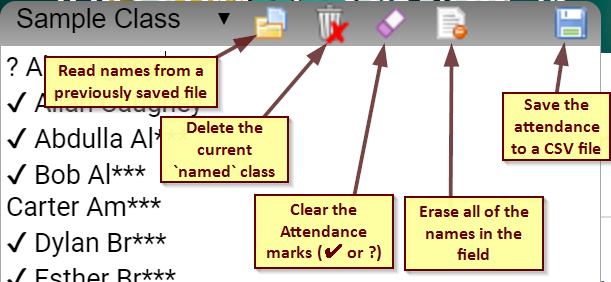 Sample Class ▼
? A
Read names from a
previously saved file
✔ Allan Gaughey
✔ Abdulla Al***
✔ Bob Al***
Carter Am***
✔ Dylan Br***
✔ Esther Br***
Delete the
current
`named` class
Clear the
Attendance
marks (✔ or ?)
Erase all of the
names in the
field
Save the
attendance
to a CSV file